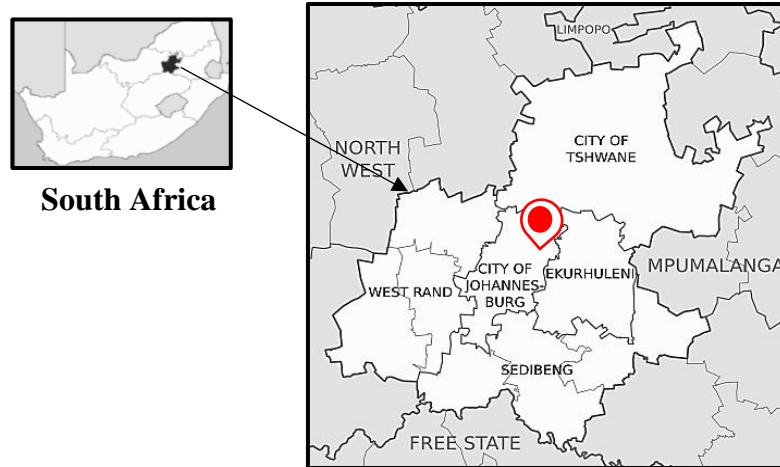 South Africa
LIMPOPO
NORTH
WEST
CITY OF
TSHWANE
CITY OF
JOHANNES-
BURG
EKURHULENI
WEST RAND
MPUMALANGA
SEDIBENG
FREE STATE